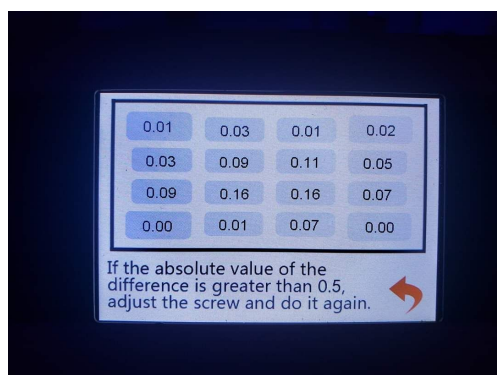 0.01 0.03 0.01 0.02
0.03 0.09 0.11 0.05
0.09 0.16 0.16 0.07
0.00 0.01 0.07 0.00
If the absolute value of the
difference is greater than 0.5,
adjust the screw and do it again.